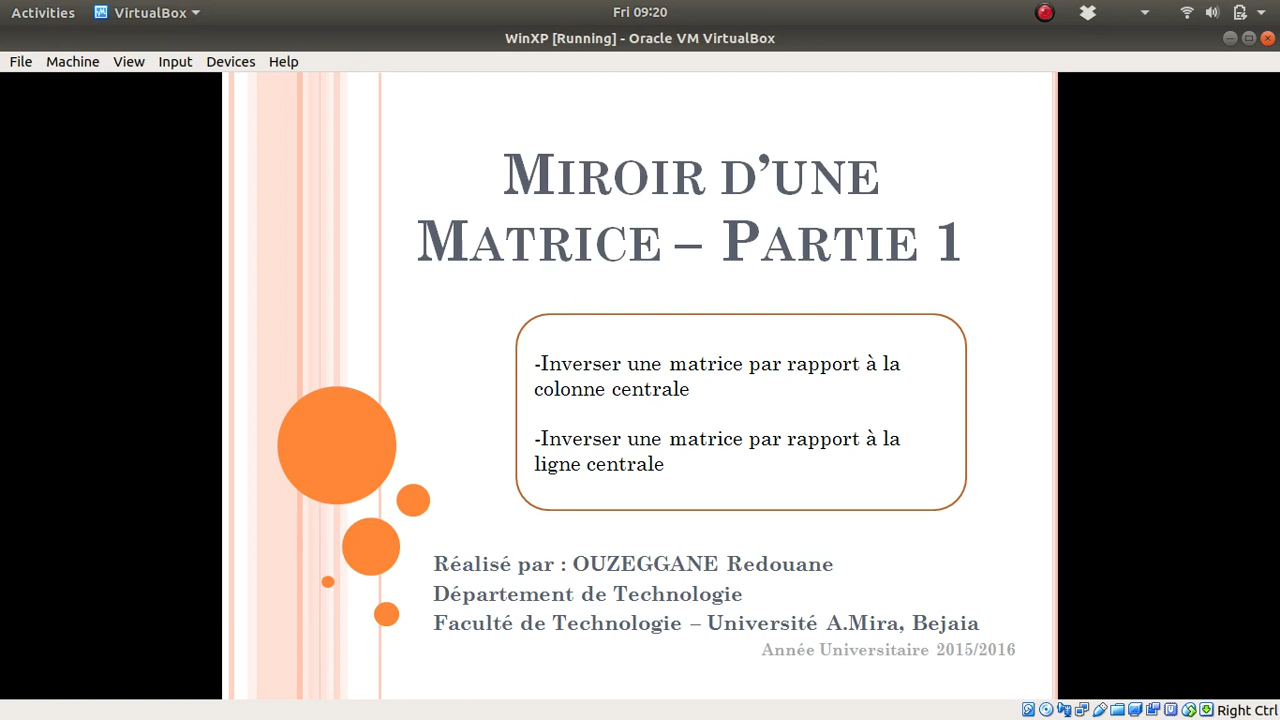 Activities VirtualBox Fri 09:20
WinXP [Running] - Oracle VM VirtualBox
File Machine View Input Devices Help
MIROIR D'UNE
MATRICE – PARTIE 1
-Inverser une matrice par rapport à la
colonne centrale
-Inverser une matrice par rapport à la
ligne centrale
Réalisé par : OUZEGGANE Redouane
Département de Technologie
Faculté de Technologie – Université A.Mira, Bejaia
Année Universitaire 2015/2016
Right Ctrl